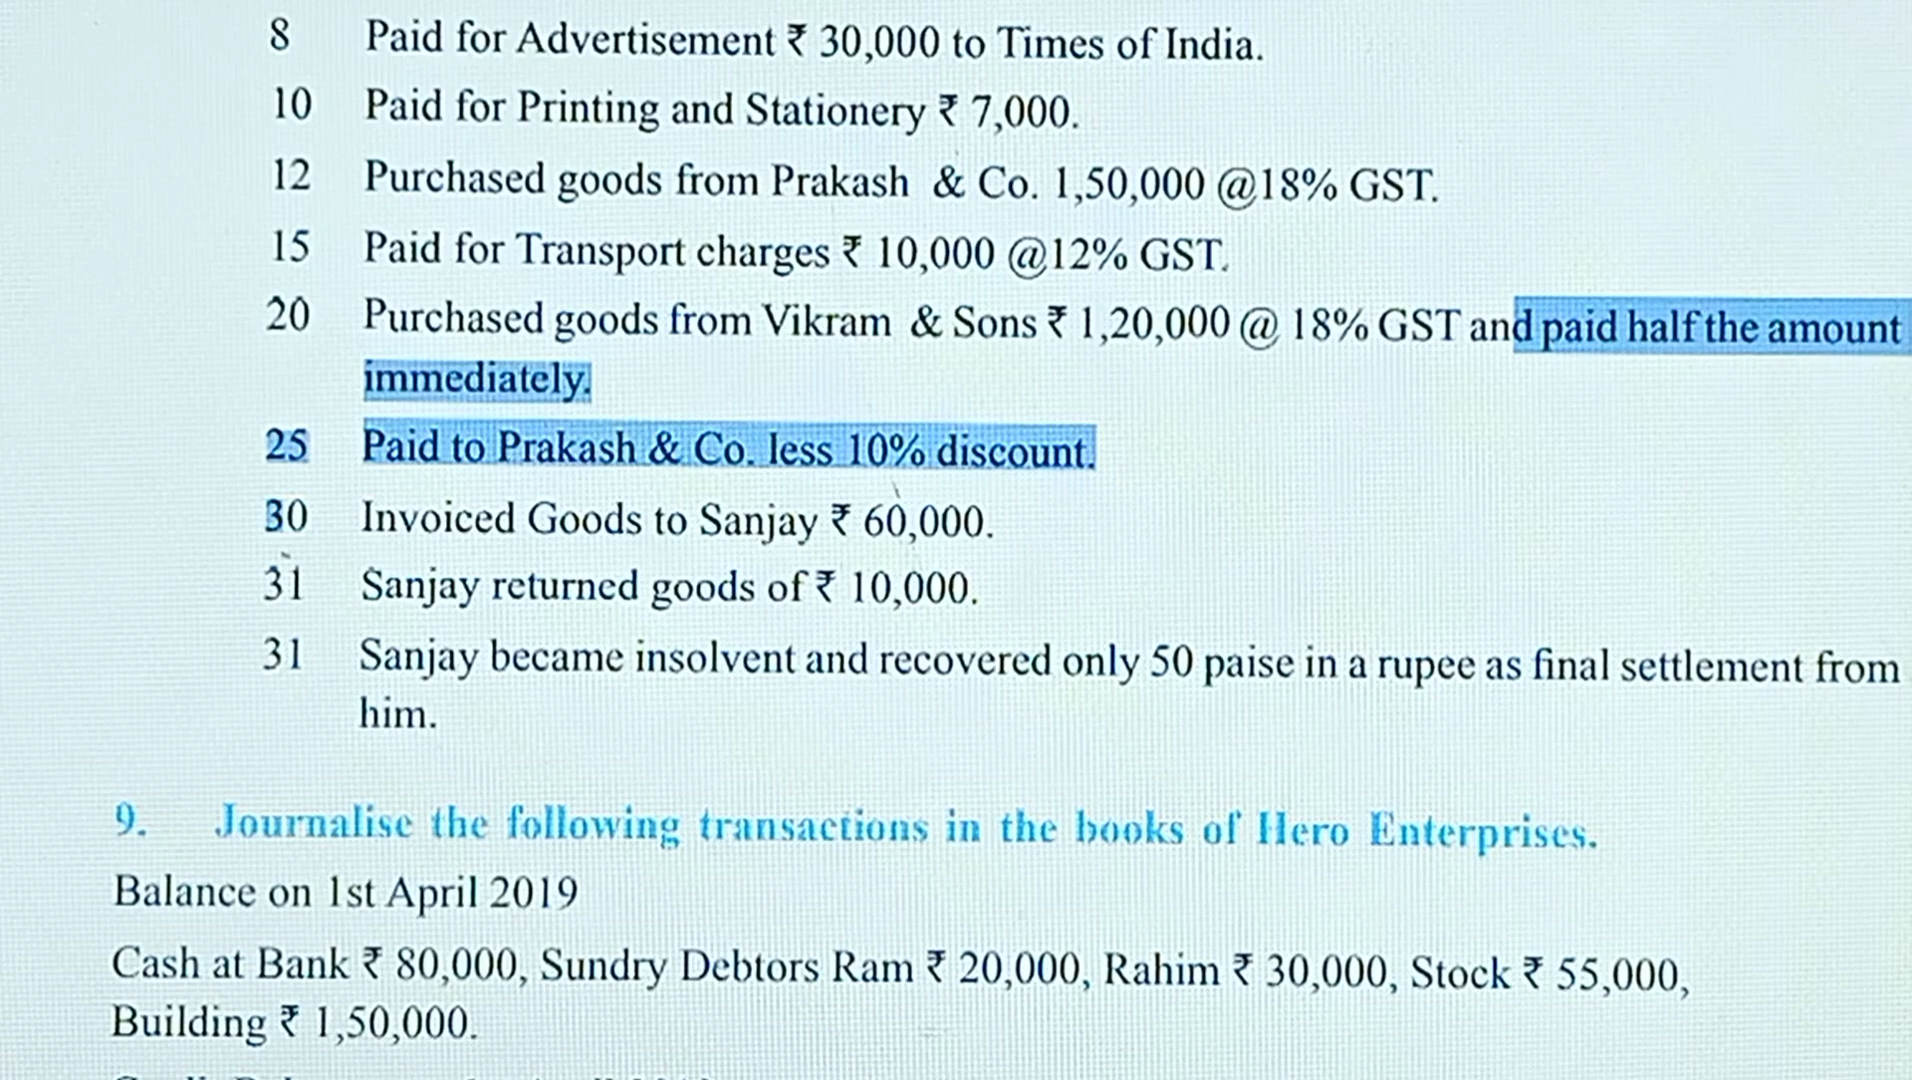 8 Paid for Advertisement ₹ 30,000 to Times of India.
10 Paid for Printing and Stationery ₹ 7,000.
12 Purchased goods from Prakash & Co. 1,50,000 @18% GST.
15 Paid for Transport charges ₹ 10,000 @12% GST.
20 Purchased goods from Vikram & Sons ₹ 1,20,000 @ 18% GST and paid half the amount
immediately.
25 Paid to Prakash & Co. less 10% discount.
30 Invoiced Goods to Sanjay ₹ 60,000.
31 Sanjay returned goods of ₹ 10,000.
31 Sanjay became insolvent and recovered only 50 paise in a rupee as final settlement from
him.
9. Journalise the following transactions in the books of Hero Enterprises.
Balance on 1st April 2019
Cash at Bank ₹ 80,000, Sundry Debtors Ram ₹ 20,000, Rahim ₹ 30,000, Stock ₹ 55,000,
Building ₹ 1,50,000.